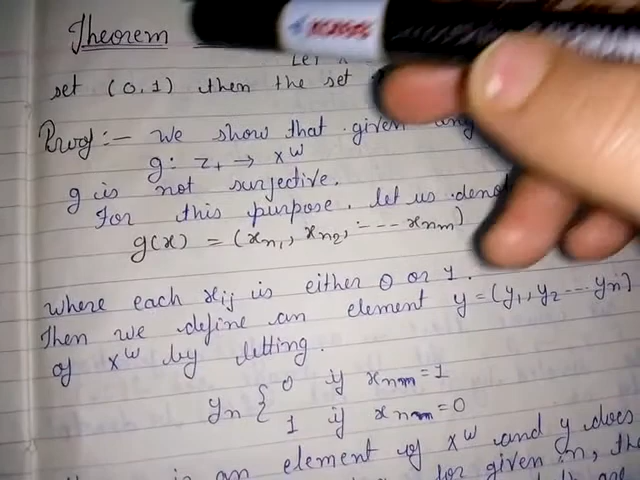 Theorem
Let
set (0,1) then the set
Proof :- we show that given any
g: Z+ → X^ω
g is not surjective.
For this purpose, let us denot
g(x) = (x_n1, x_n2, ---- x_nm)
where each x_ij is either 0 or 1.
Then we define an element y = (y1, y2 ... yn)
of X^ω by letting.
y_n { 0 if x_nm = 1
1 if x_nm = 0
is an element of X^ω and y does
for given n, the